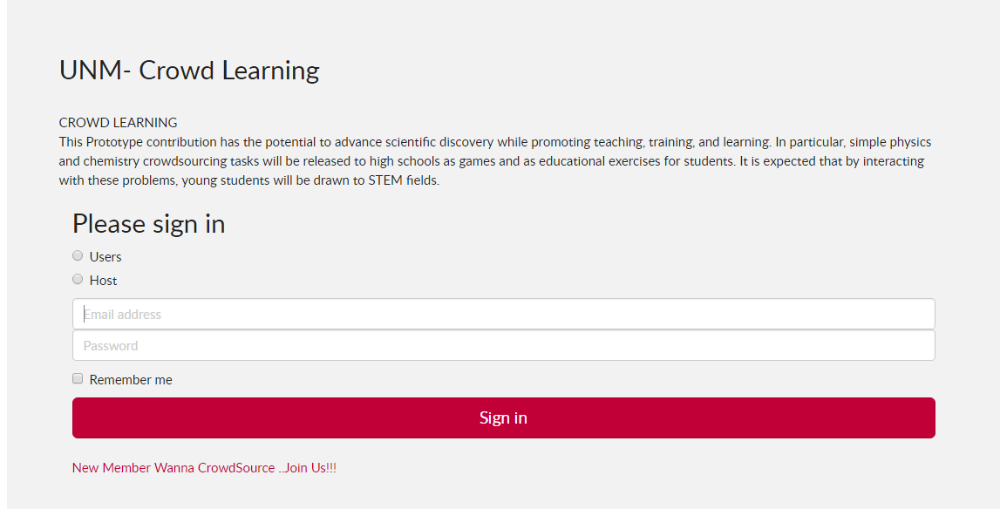 UNM- Crowd Learning
CROWD LEARNING
This Prototype contribution has the potential to advance scientific discovery while promoting teaching, training, and learning. In particular, simple physics
and chemistry crowdsourcing tasks will be released to high schools as games and as educational exercises for students. It is expected that by interacting
with these problems, young students will be drawn to STEM fields.
Please sign in
Users
Host
Email address
Password
Remember me
Sign in
New Member Wanna CrowdSource ..Join Us!!!